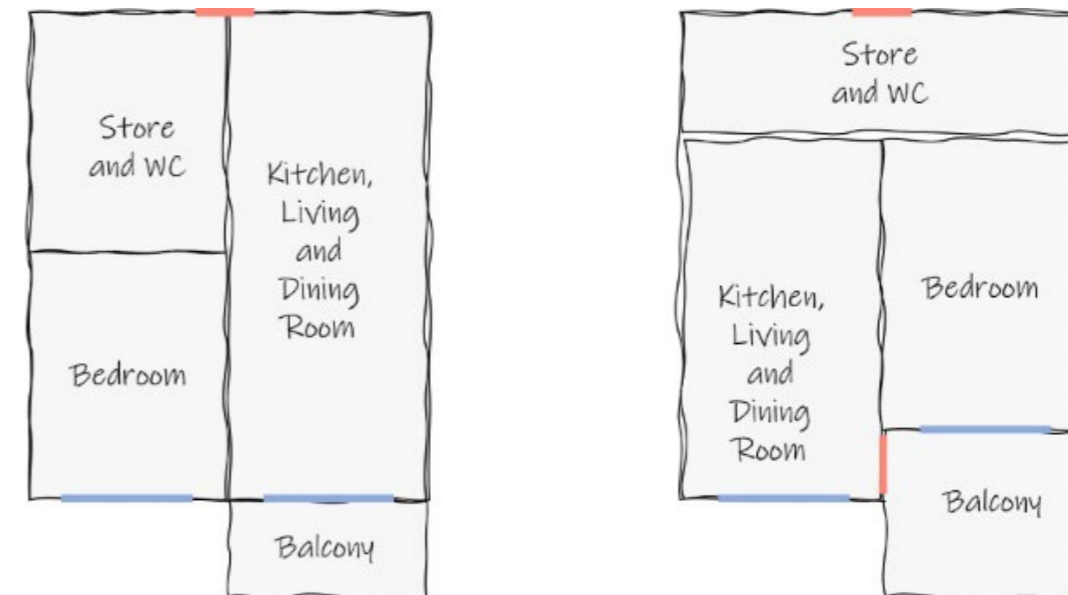 Store
and WC
Kitchen,
Living
and
Dining
Room
Bedroom
Balcony
Store
and WC
Kitchen,
Living
and
Dining
Room
Bedroom
Balcony